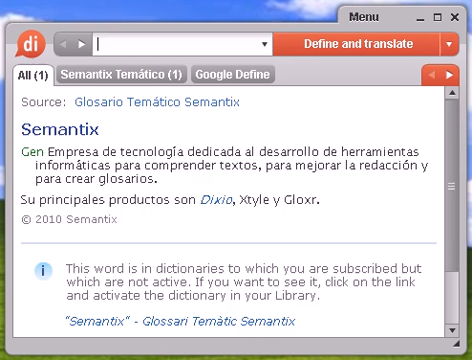 Menu
di
Define and translate
All (1) Semantix Temático (1) Google Define
Source: Glosario Temático Semantix
Semantix
Gen Empresa de tecnología dedicada al desarrollo de herramientas
informáticas para comprender textos, para mejorar la redacción y
para crear glosarios.
Su principales productos son Dixio, Xtyle y Gloxr.
© 2010 Semantix
i
This word is in dictionaries to which you are subscribed but
which are not active. If you want to see it, click on the link
and activate the dictionary in your Library.
"Semantix" - Glossari Temàtic Semantix